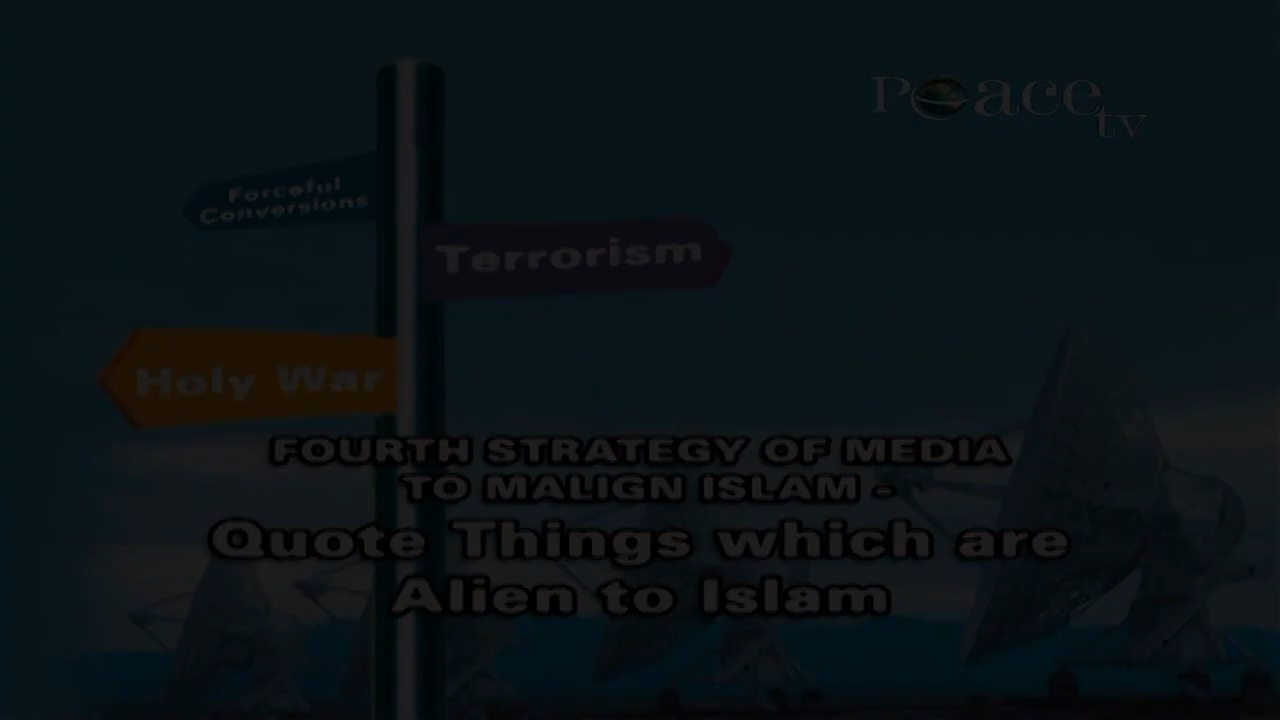 Peace
tv
Forceful
Conversions
Terrorism
Holy War
FOURTH STRATEGY OF MEDIA
TO MALIGN ISLAM -
Quote Things which are
Alien to Islam